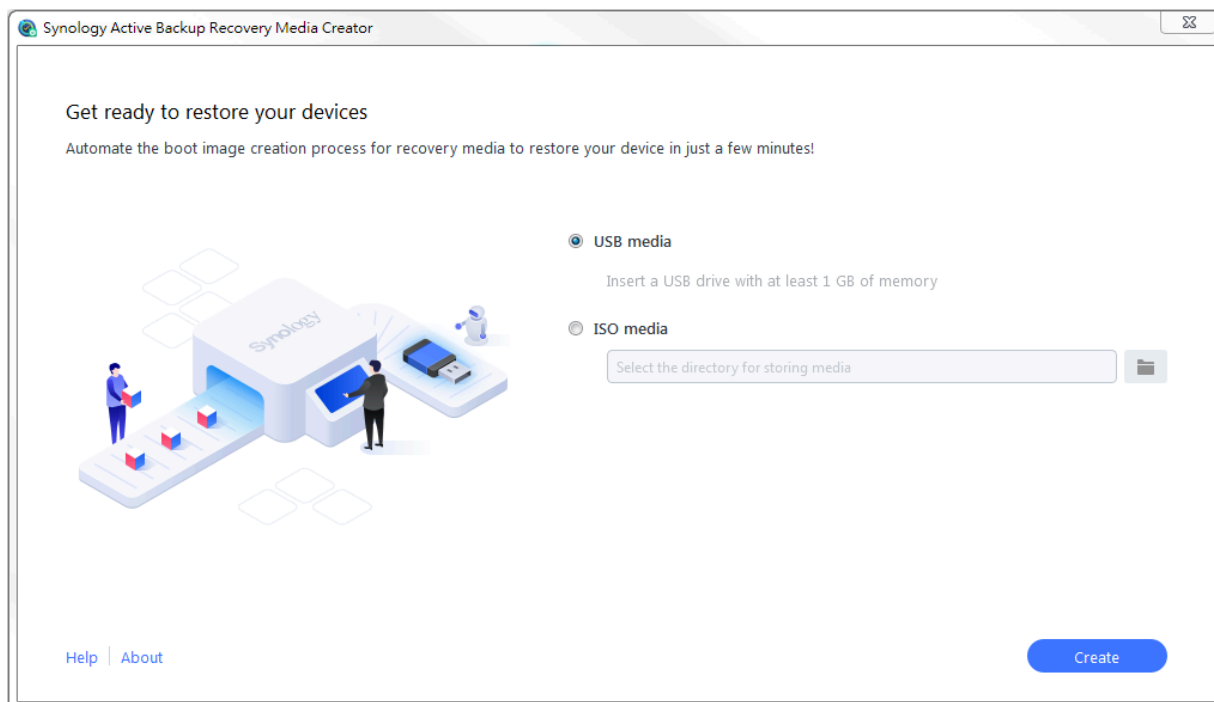 Synology Active Backup Recovery Media Creator
Get ready to restore your devices
Automate the boot image creation process for recovery media to restore your device in just a few minutes!
USB media
Insert a USB drive with at least 1 GB of memory
ISO media
Select the directory for storing media
Synology
Help
About
Create